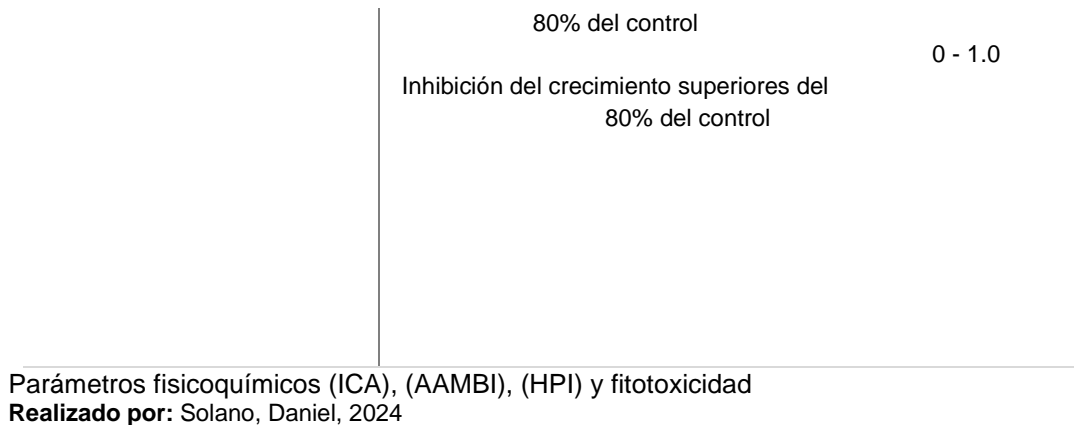 80% del control
0 - 1.0
Inhibición del crecimiento superiores del
80% del control
Parámetros fisicoquímicos (ICA), (AAMBI), (HPI) y fitotoxicidad
Realizado por: Solano, Daniel, 2024